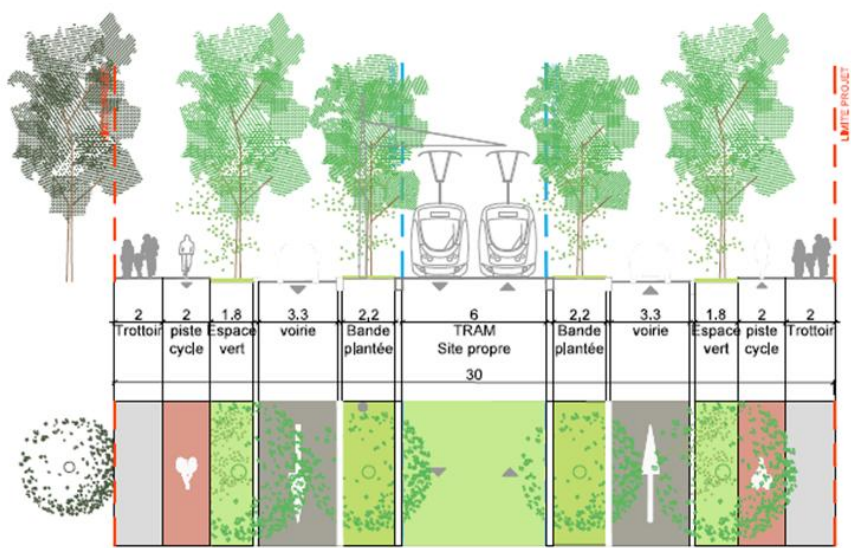 LIMITE PROJET
2 2 1.8 3.3 2,2 6 2,2 3.3 1.8 2 2
Trottoir piste Espace voirie Bande TRAM Bande voirie Espace piste Trottoir
cycle vert plantée Site propre plantée vert cycle
30